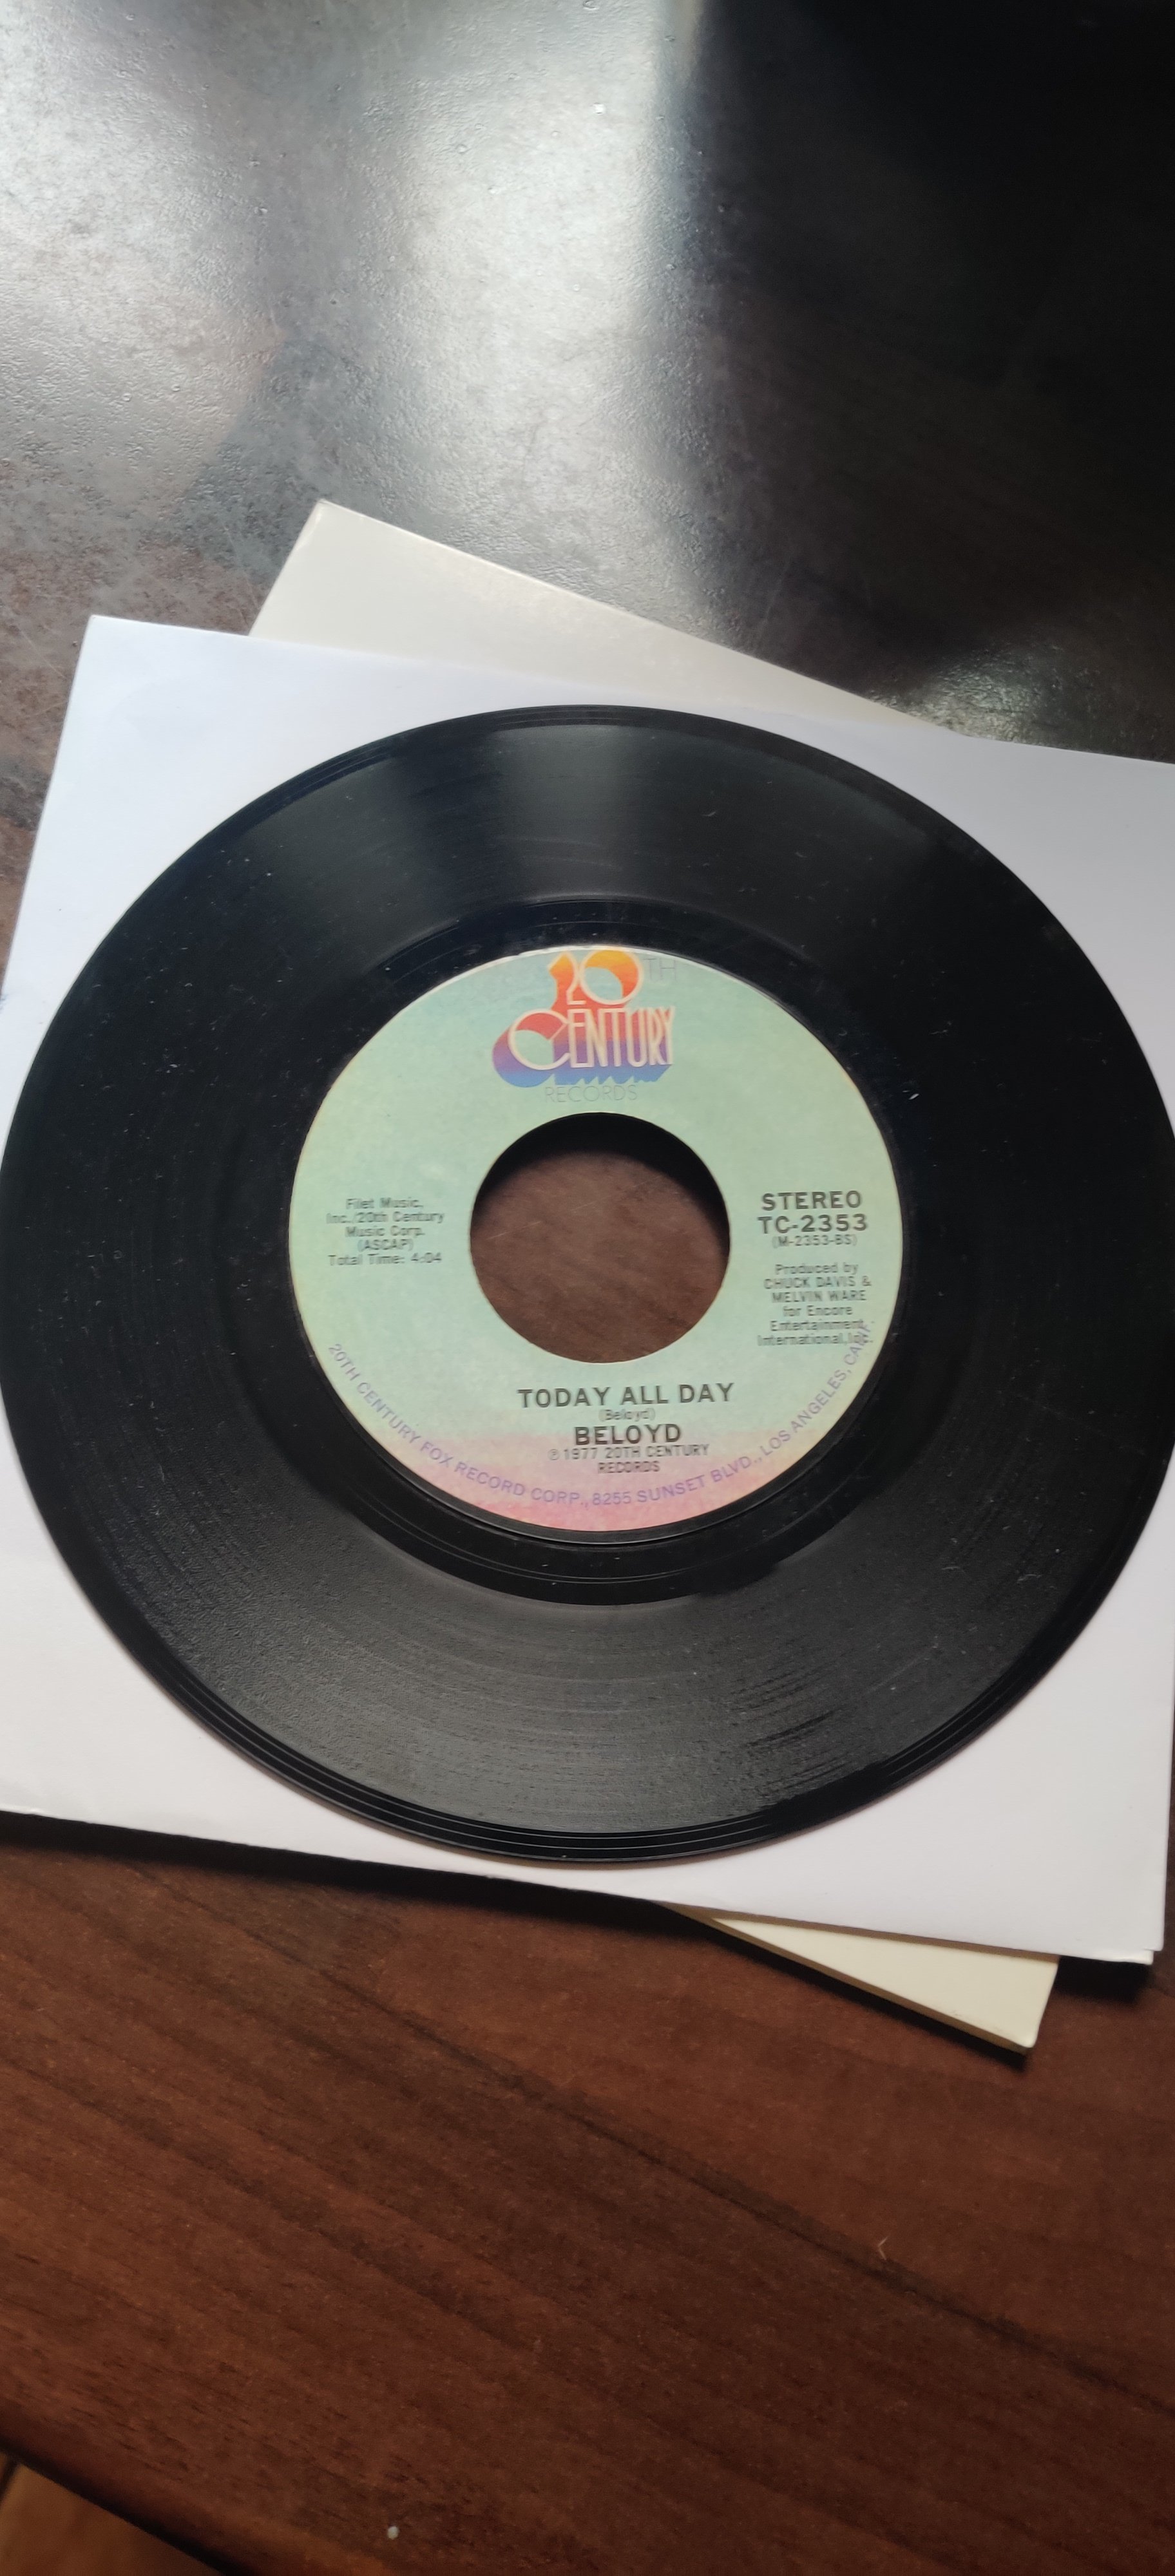 20TH
CENTURY
RECORDS
Filet Music,
Inc./20th Century
Music Corp.
(ASCAP)
Total Time: 4:04
STEREO
TC-2353
(M-2353-BS)
Produced by
CHUCK DAVIS &
MELVIN WARE
for Encore
Entertainment
International, Inc.
TODAY ALL DAY
(Beloyd)
BELOYD
℗ 1977 20TH CENTURY
RECORDS
20TH CENTURY FOX RECORD CORP., 8255 SUNSET BLVD., LOS ANGELES, CALIF.